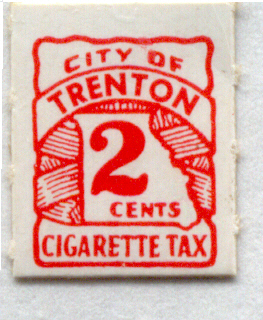 CITY OF
TRENTON
2
CENTS
CIGARETTE TAX